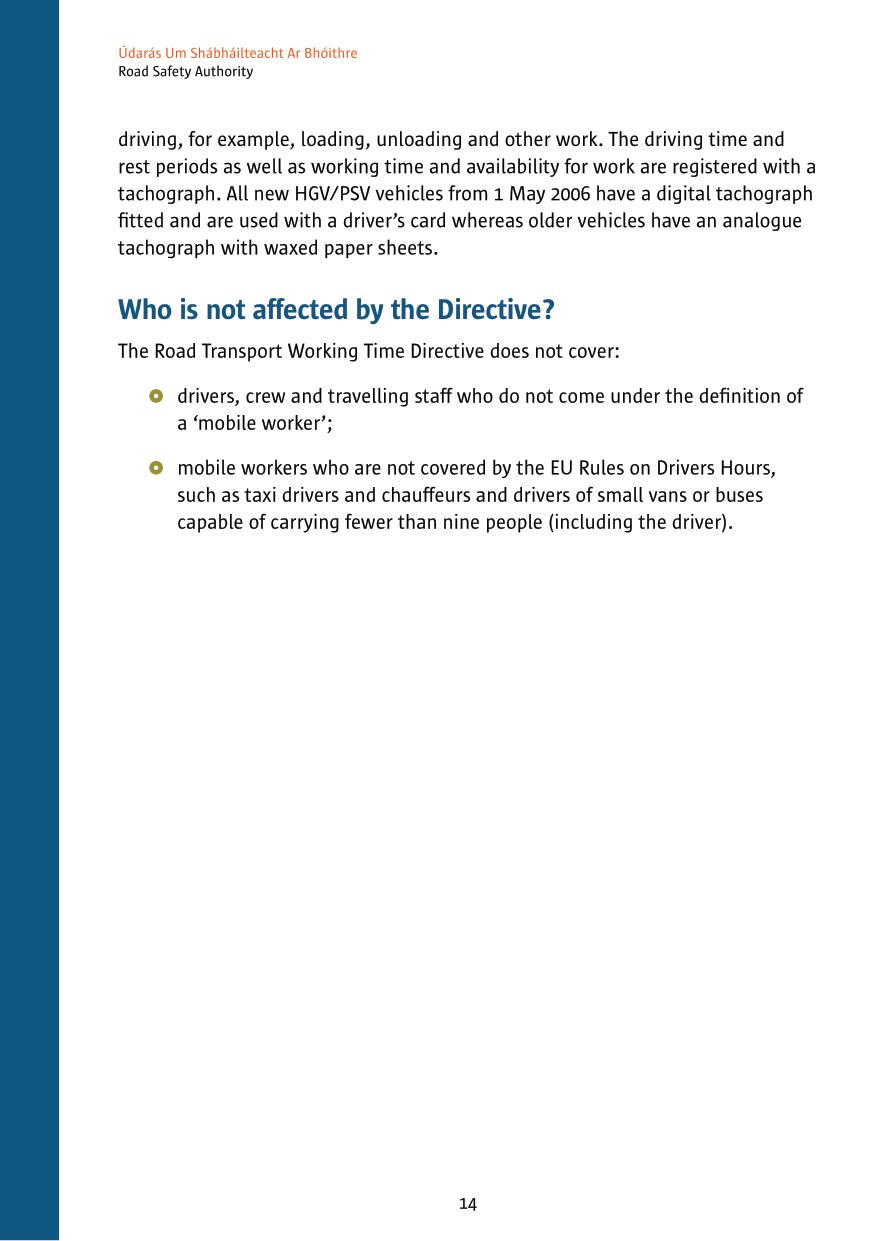 Údarás Um Shábháilteacht Ar Bhóithre
Road Safety Authority
driving, for example, loading, unloading and other work. The driving time and
rest periods as well as working time and availability for work are registered with a
tachograph. All new HGV/PSV vehicles from 1 May 2006 have a digital tachograph
fitted and are used with a driver’s card whereas older vehicles have an analogue
tachograph with waxed paper sheets.
Who is not affected by the Directive?
The Road Transport Working Time Directive does not cover:
drivers, crew and travelling staff who do not come under the definition of
a ‘mobile worker’;
mobile workers who are not covered by the EU Rules on Drivers Hours,
such as taxi drivers and chauffeurs and drivers of small vans or buses
capable of carrying fewer than nine people (including the driver).
14